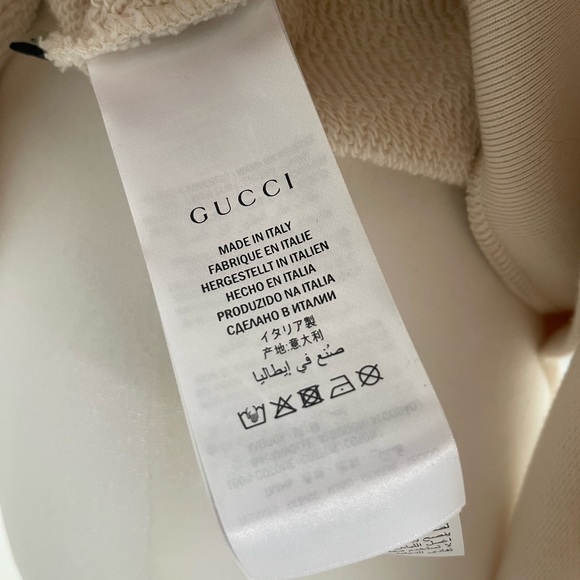 GUCCI
MADE IN ITALY
FABRIQUE EN ITALIE
HERGESTELLT IN ITALIEN
HECHO EN ITALIA
PRODUZIDO NA ITALIA
СДЕЛАНО В ИТАЛИИ
イタリア製
产地:意大利
صُنع في إيطاليا